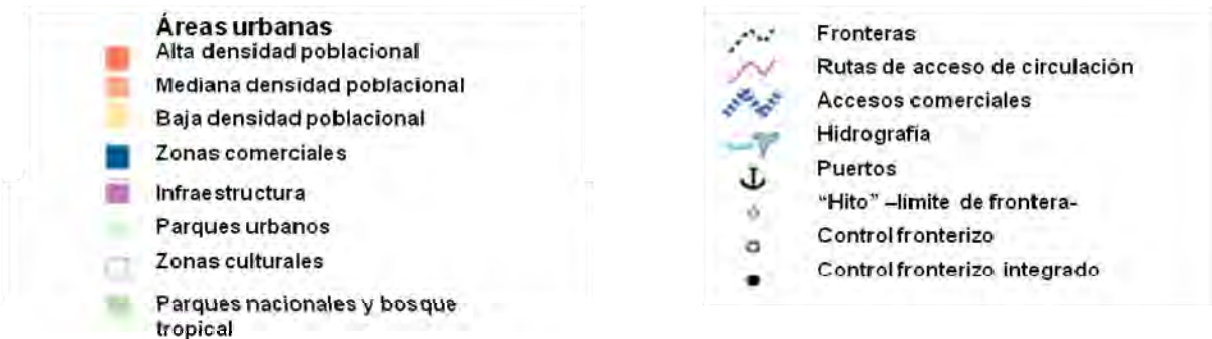 Áreas urbanas
Alta densidad poblacional
Mediana densidad poblacional
Baja densidad poblacional
Zonas comerciales
Infraestructura
Parques urbanos
Zonas culturales
Parques nacionales y bosque
tropical
Fronteras
Rutas de acceso de circulación
Accesos comerciales
Hidrografía
Puertos
“Hito” –límite de frontera-
Control fronterizo
Control fronterizo integrado